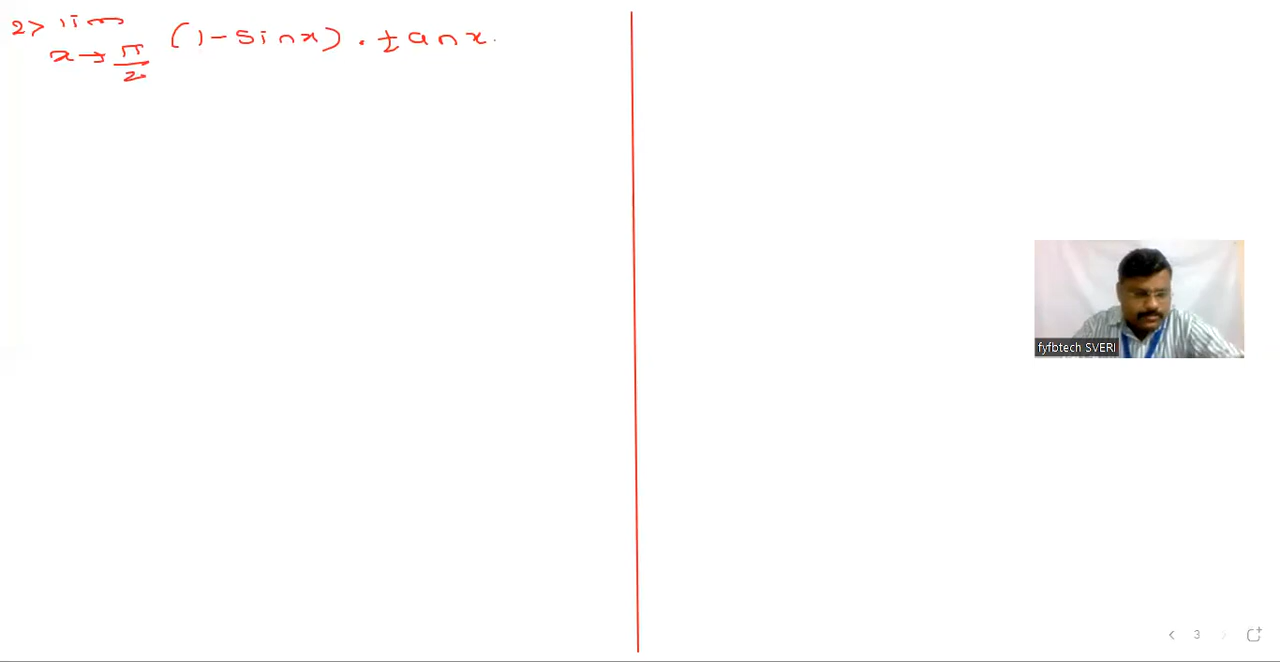 2> lim x→π/2 (1-sinx).tanx.
fyfbtech SVERI
3